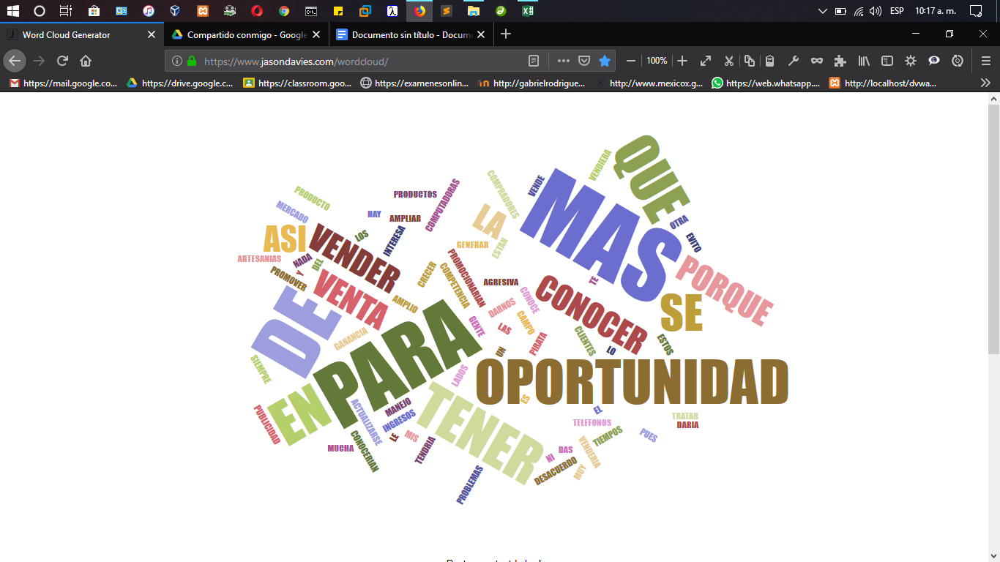 ESP
10:17 a. m.
Word Cloud Generator
Compartido conmigo - Google
Documento sin título - Docum
https://www.jasondavies.com/wordcloud/
100%
https://mail.google.co...
https://drive.google.c...
https://classroom.goo...
https://examenesonlin...
http://gabrielrodrigue...
http://www.mexicox.g...
https://web.whatsapp....
http://localhost/dvwa...
VENDIERA
QUE
COMPRADORES
VENDE
MAS
PRODUCTO
PRODUCTOS
COMPUTADORAS
MERCADO
HAY
AMPLIAR
LA
OTRA
ASI
VENDER
LOS
INTERESA
GENERAR
ESTAN
EVITO
ARTESANIAS
NADA
DEL
Y
PROMOVER
VENTA
CRECER
COMPETENCIA
PROMOCIONARIAN
AGRESIVA
TE
PORQUE
DE
AMPLIO
DARNOS
CONOCE
CONOCER
SE
GANANCIA
PARA
GENTE
LAS
CAMPO
PIRATA
CLIENTES
LO
ESTOS
SIEMPRE
UN
LADOS
OPORTUNIDAD
EN
ES
PUBLICIDAD
ACTUALIZARSE
MANEJO
INGRESOS
TENER
EL
TELEFONOS
TRATAR
DARIA
MUCHA
CONOCERIAN
LE
MIS
TENDRIA
VENDERIA
TIEMPOS
PUES
NI
DAS
PROBLEMAS
DESACUERDO
MUY